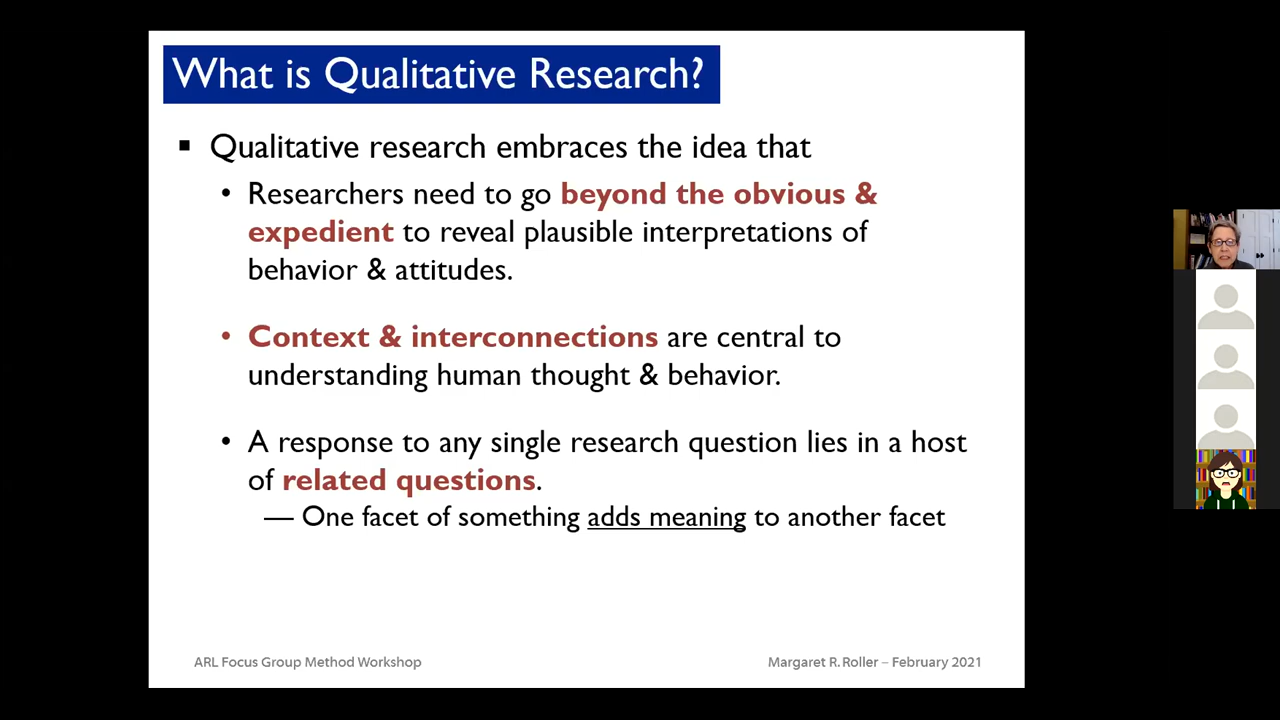 What is Qualitative Research?
▪ Qualitative research embraces the idea that
• Researchers need to go beyond the obvious &
expedient to reveal plausible interpretations of
behavior & attitudes.
• Context & interconnections are central to
understanding human thought & behavior.
• A response to any single research question lies in a host
of related questions.
— One facet of something adds meaning to another facet
ARL Focus Group Method Workshop
Margaret R. Roller – February 2021